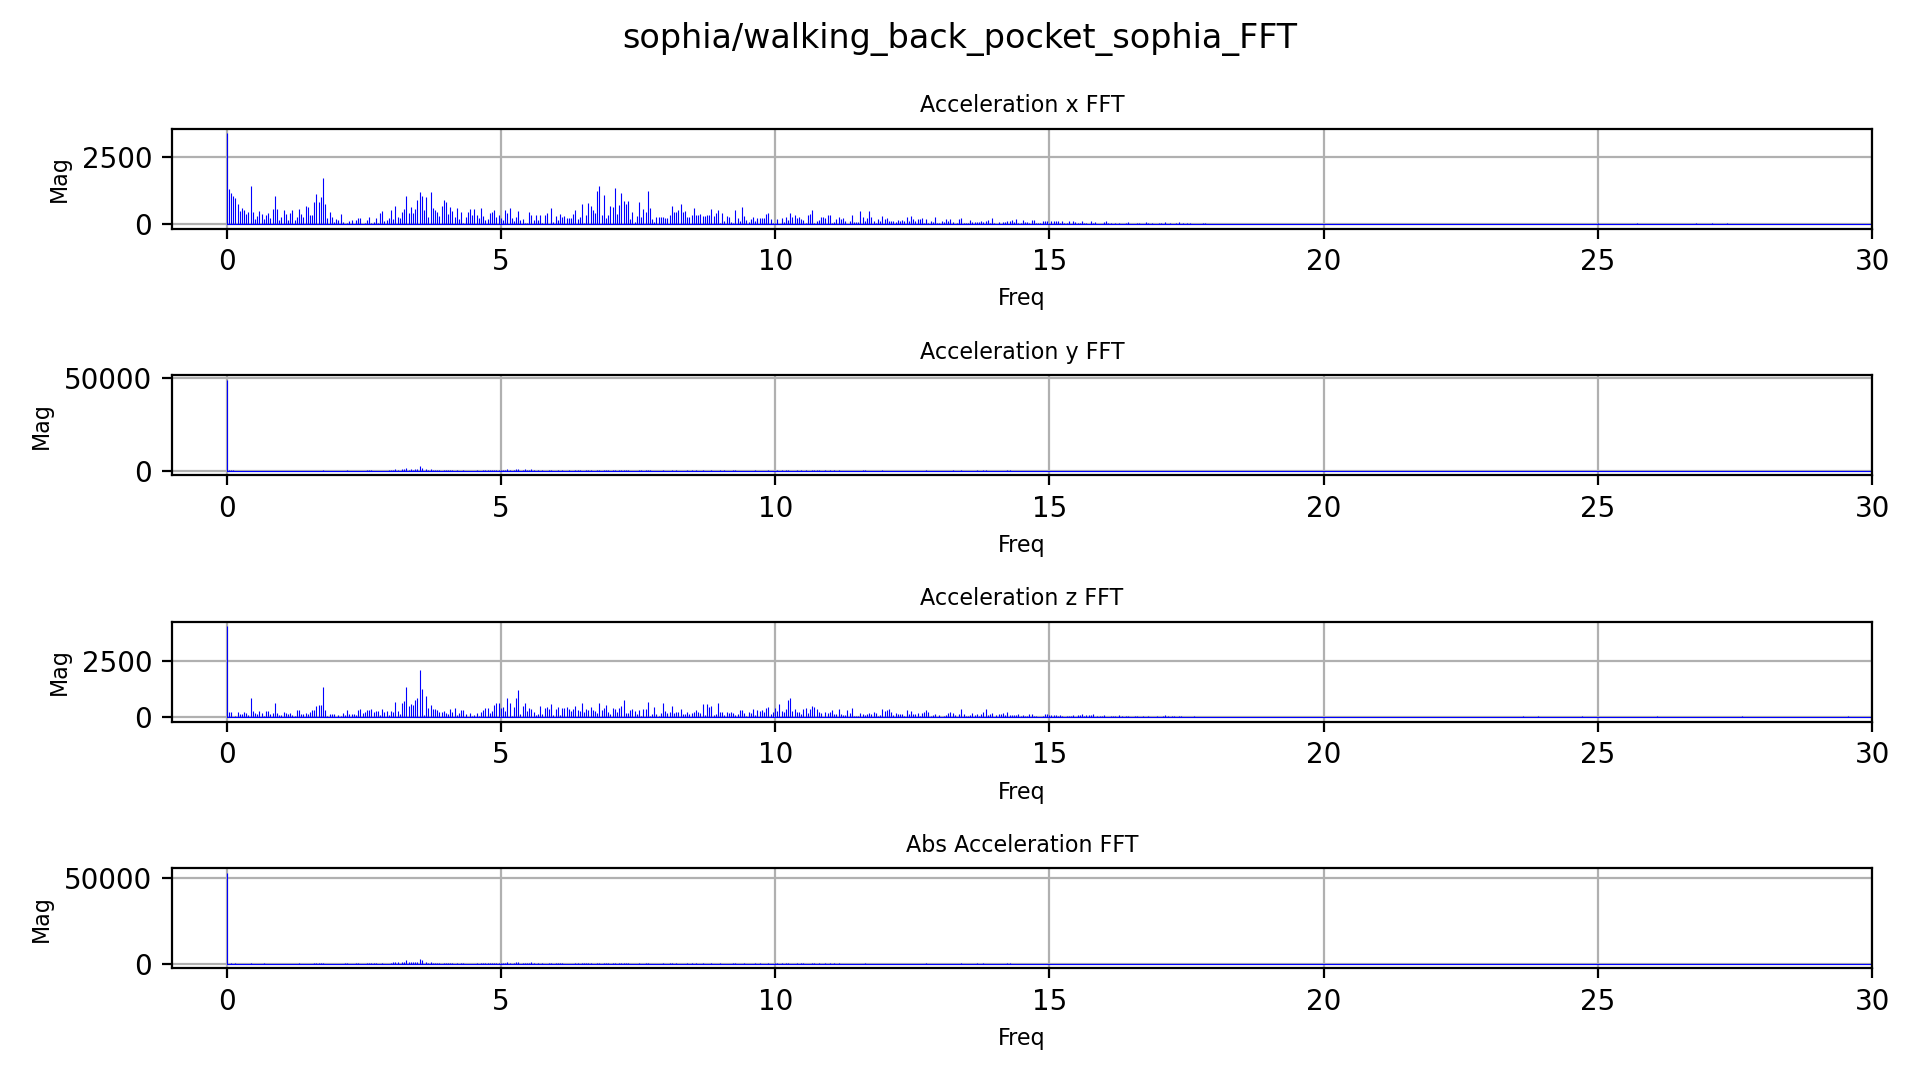 sophia/walking_back_pocket_sophia_FFT
Acceleration x FFT
Mag
2500
0
0 5 10 15 20 25 30
Freq
Acceleration y FFT
Mag
50000
0
0 5 10 15 20 25 30
Freq
Acceleration z FFT
Mag
2500
0
0 5 10 15 20 25 30
Freq
Abs Acceleration FFT
Mag
50000
0
0 5 10 15 20 25 30
Freq